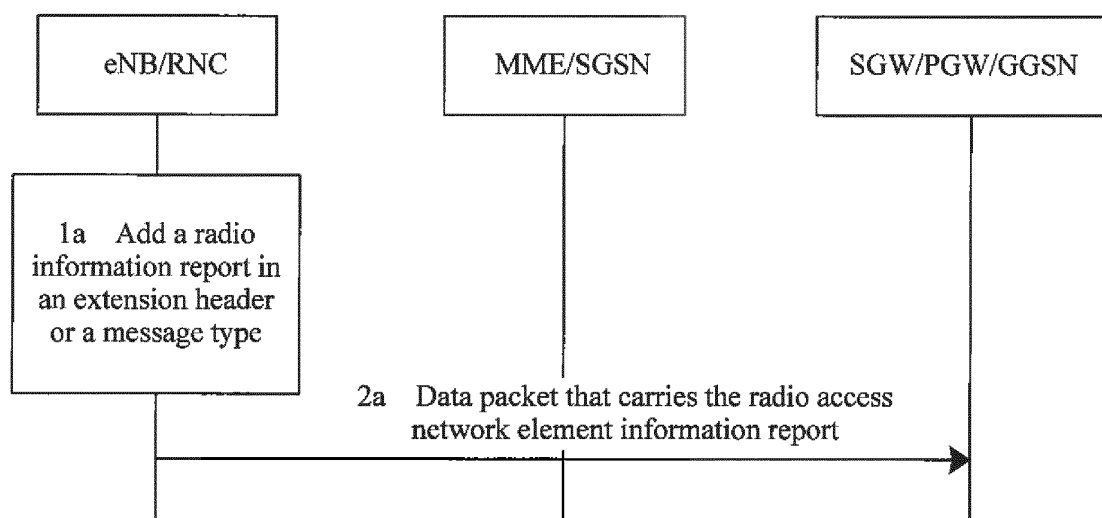 eNB/RNC
MME/SGSN
SGW/PGW/GGSN
1a Add a radio
information report in
an extension header
or a message type
2a Data packet that carries the radio access
network element information report